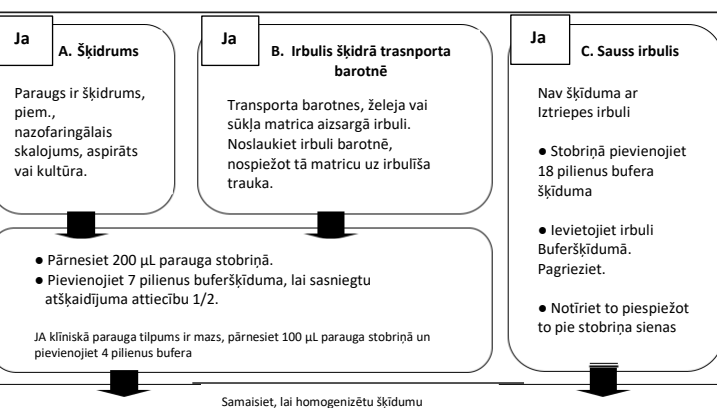 Ja
A. Šķidrums
Paraugs ir šķidrums,
piem.,
nazofaringālais
skalojums, aspirāts
vai kultūra.
Ja
B. Irbulis šķidrā trasnporta
barotnē
Transporta barotnes, želeja vai
sūkļa matrica aizsargā irbuli.
Noslaukiet irbuli barotnē,
nospiežot tā matricu uz irbulīša
trauka.
Ja
C. Sauss irbulis
Nav šķīduma ar
Iztriepes irbuli
● Stobriņā pievienojiet
18 pilienus bufera
šķīduma
● Ievietojiet irbuli
Buferšķīdumā.
Pagrieziet.
● Notīriet to piespiežot
to pie stobriņa sienas
● Pārnesiet 200 µL parauga stobriņā.
● Pievienojiet 7 pilienus buferšķīduma, lai sasniegtu
atšķaidījuma attiecību 1/2.
JA klīniskā parauga tilpums ir mazs, pārnesiet 100 µL parauga stobriņā un
pievienojiet 4 pilienus bufera
Samaisiet, lai homogenizētu šķīdumu